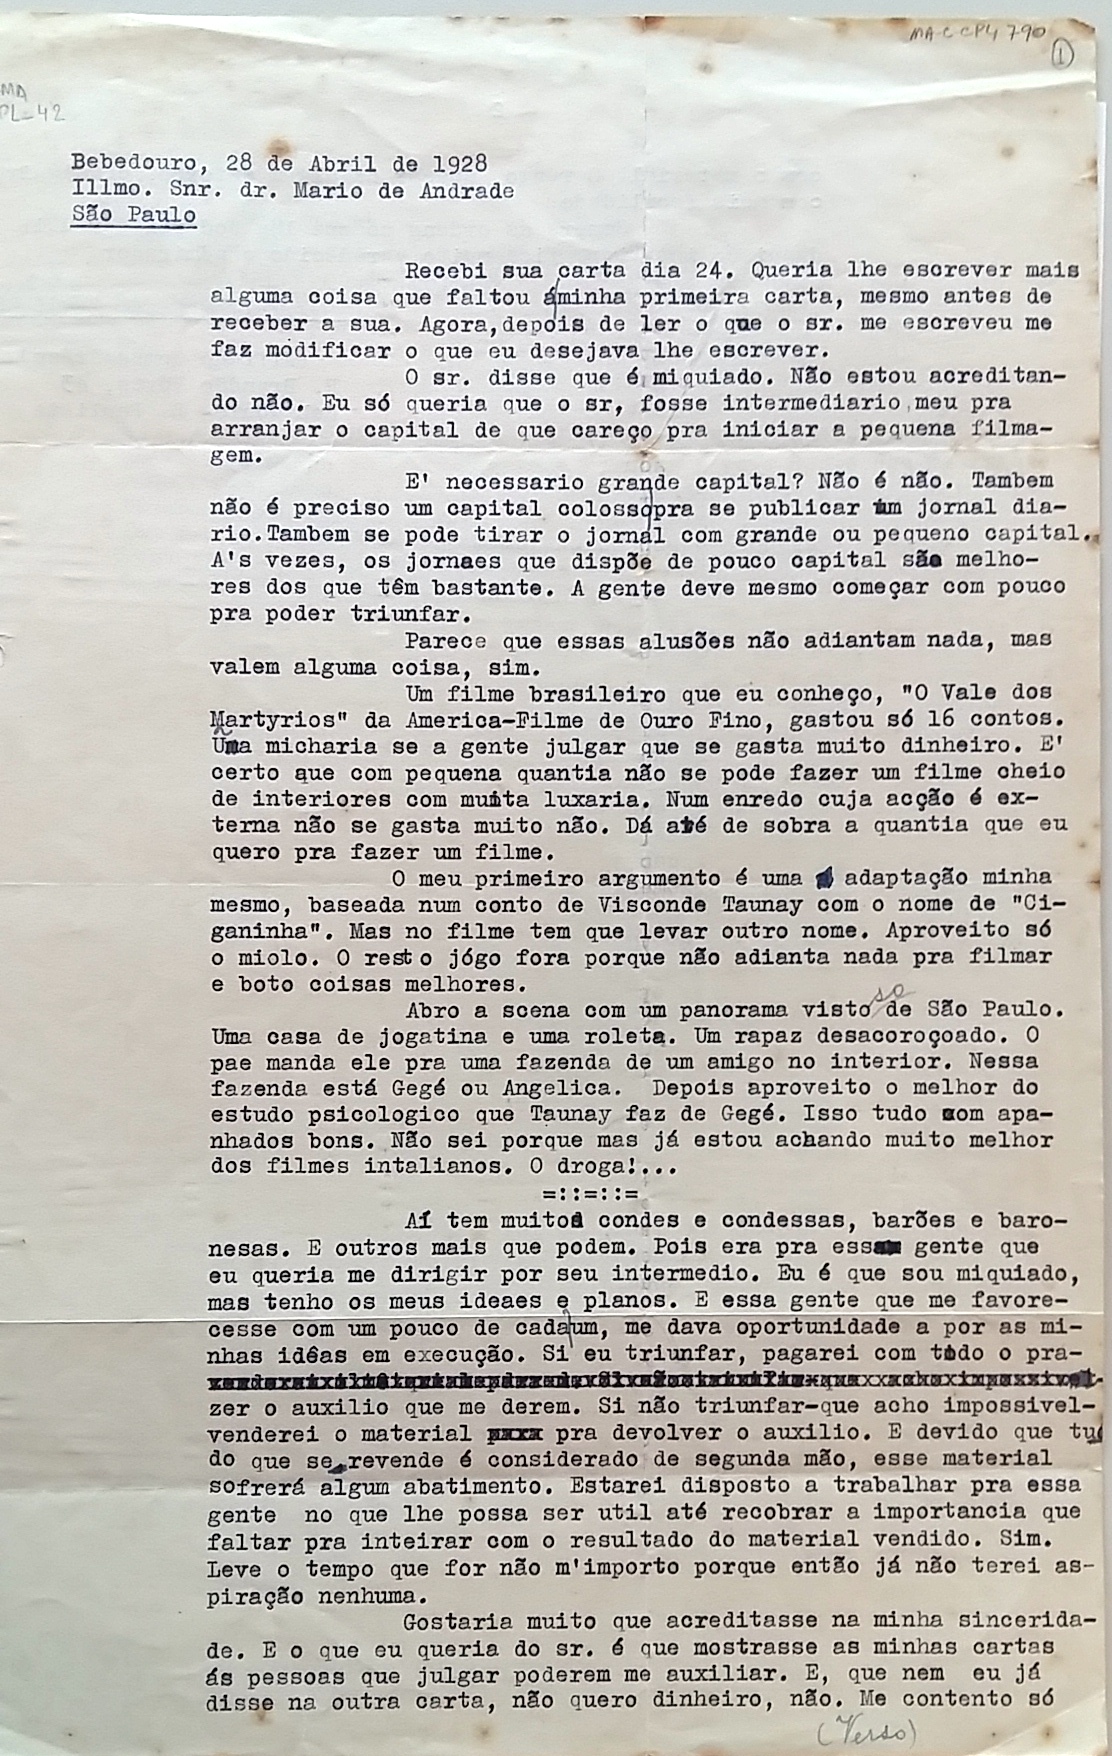 MA-C-CPL 790
1
MA
PL-42
Bebedouro, 28 de Abril de 1928
Illmo. Snr. dr. Mario de Andrade
São Paulo
Recebi sua carta dia 24. Queria lhe escrever mais
alguma coisa que faltou á minha primeira carta, mesmo antes de
receber a sua. Agora, depois de ler o que o sr. me escreveu me
faz modificar o que eu desejava lhe escrever.
O sr. disse que é miquiado. Não estou acreditan-
do não. Eu só queria que o sr, fosse intermediario meu pra
arranjar o capital de que careço pra iniciar a pequena filma-
gem.
E' necessario grande capital? Não é não. Tambem
não é preciso um capital colosso pra se publicar um jornal dia-
rio. Tambem se pode tirar o jornal com grande ou pequeno capital.
A's vezes, os jornaes que dispõe de pouco capital são melho-
res dos que têm bastante. A gente deve mesmo começar com pouco
pra poder triunfar.
Parece que essas alusões não adiantam nada, mas
valem alguma coisa, sim.
Um filme brasileiro que eu conheço, "O Vale dos
Martyrios" da America-Filme de Ouro Fino, gastou só 16 contos.
Uma micharia se a gente julgar que se gasta muito dinheiro. E'
certo que com pequena quantia não se pode fazer um filme cheio
de interiores com muita luxaria. Num enredo cuja acção é ex-
terna não se gasta muito não. Dá até de sobra a quantia que eu
quero pra fazer um filme.
O meu primeiro argumento é uma adaptação minha
mesmo, baseada num conto de Visconde Taunay com o nome de "Ci-
ganinha". Mas no filme tem que levar outro nome. Aproveito só
o miolo. O resto jógo fora porque não adianta nada pra filmar
e boto coisas melhores.
Abro a scena com um panorama vistoso de São Paulo.
Uma casa de jogatina e uma roleta. Um rapaz desacoroçoado. O
pae manda ele pra uma fazenda de um amigo no interior. Nessa
fazenda está Gegé ou Angelica. Depois aproveito o melhor do
estudo psicologico que Taunay faz de Gegé. Isso tudo com apa-
nhados bons. Não sei porque mas já estou achando muito melhor
dos filmes intalianos. O droga!...
=::=::=
Aí tem muitos condes e condessas, barões e baro-
nesas. E outros mais que podem. Pois era pra essa gente que
eu queria me dirigir por seu intermedio. Eu é que sou miquiado,
mas tenho os meus ideaes e planos. E essa gente que me favore-
cesse com um pouco de cada um, me dava oportunidade a por as mi-
nhas idêas em execução. Si eu triunfar, pagarei com todo o pra-
zer o auxilio que me derem. Si não triunfar-que acho impossivel-
venderei o material pra devolver o auxilio. E devido que tu
do que se revende é considerado de segunda mão, esse material
sofrerá algum abatimento. Estarei disposto a trabalhar pra essa
gente no que lhe possa ser util até recobrar a importancia que
faltar pra inteirar com o resultado do material vendido. Sim.
Leve o tempo que for não m'importo porque então já não terei as-
piração nenhuma.
Gostaria muito que acreditasse na minha sincerida-
de. E o que eu queria do sr. é que mostrasse as minhas cartas
ás pessoas que julgar poderem me auxiliar. E, que nem eu já
disse na outra carta, não quero dinheiro, não. Me contento só
(Verso)